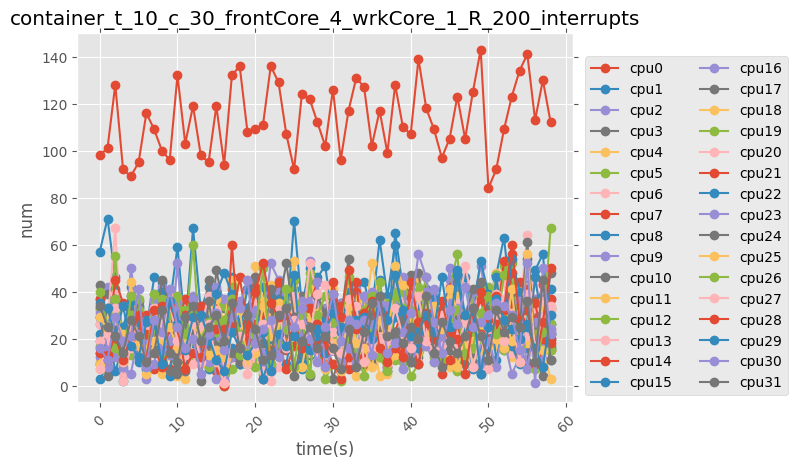 container_t_10_c_30_frontCore_4_wrkCore_1_R_200_interrupts
num
140
120
100
80
60
40
20
0
0
10
20
30
40
50
60
time(s)
cpu0
cpu1
cpu2
cpu3
cpu4
cpu5
cpu6
cpu7
cpu8
cpu9
cpu10
cpu11
cpu12
cpu13
cpu14
cpu15
cpu16
cpu17
cpu18
cpu19
cpu20
cpu21
cpu22
cpu23
cpu24
cpu25
cpu26
cpu27
cpu28
cpu29
cpu30
cpu31